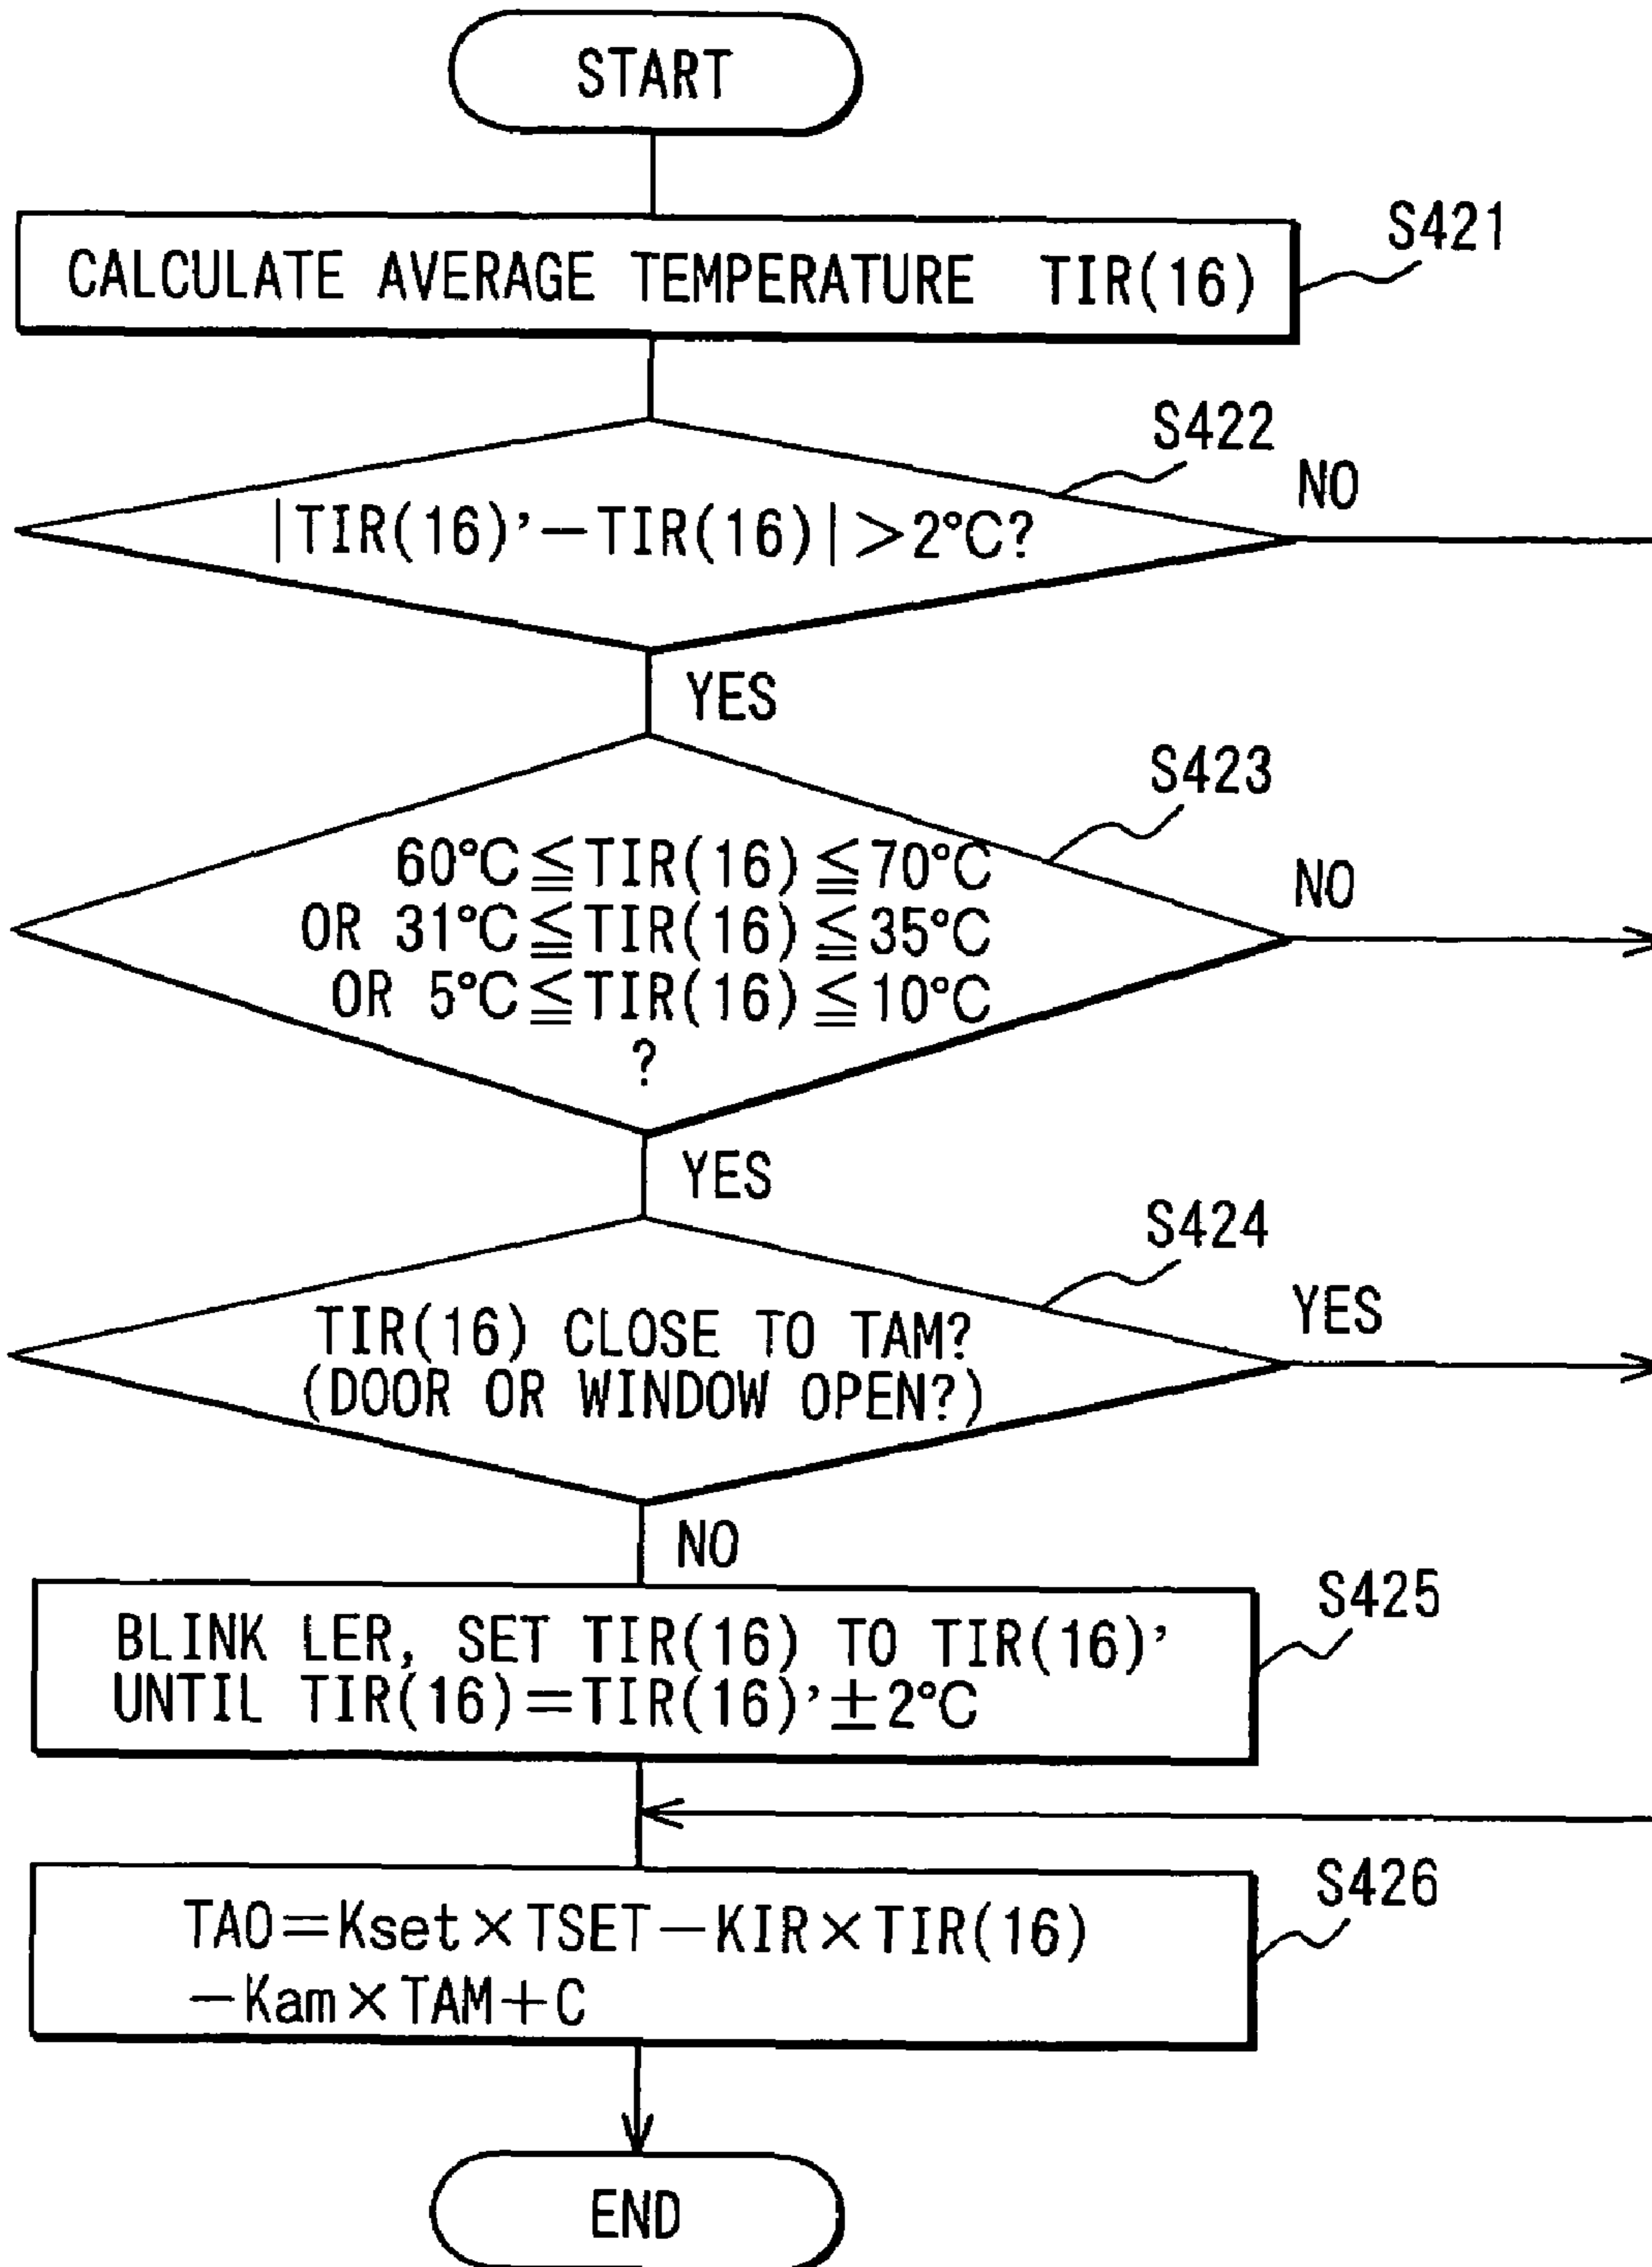 START
S421
CALCULATE AVERAGE TEMPERATURE TIR(16)
S422
NO
|TIR(16)'−TIR(16)|>2°C?
YES
S423
60°C≦TIR(16)≦70°C
NO
OR 31°C≦TIR(16)≦35°C
OR 5°C≦TIR(16)≦10°C
?
YES
S424
YES
TIR(16) CLOSE TO TAM?
(DOOR OR WINDOW OPEN?)
NO
S425
BLINK LER, SET TIR(16) TO TIR(16)'
UNTIL TIR(16)=TIR(16)'±2°C
S426
TAO=Kset×TSET−KIR×TIR(16)
−Kam×TAM+C
END